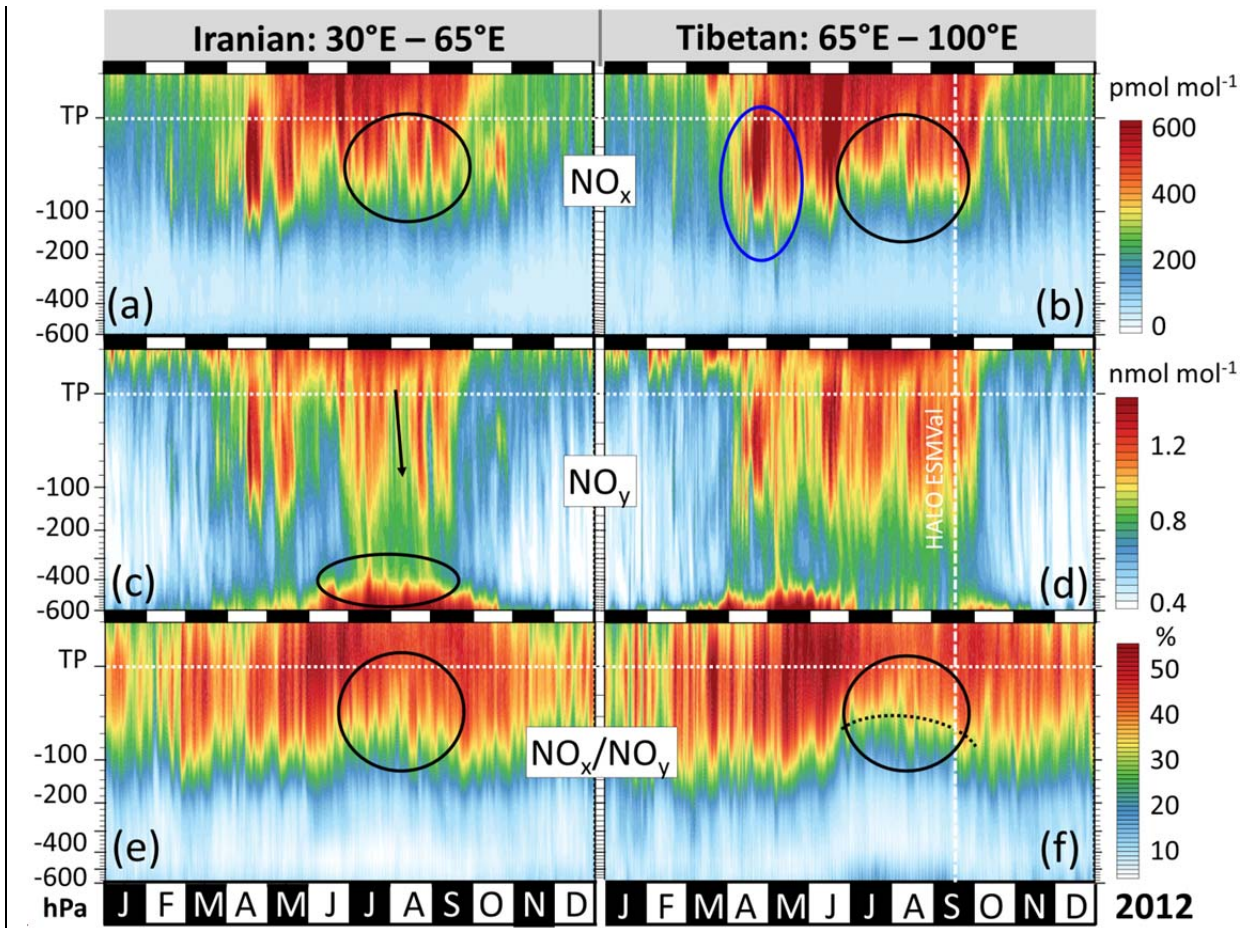 Iranian: 30°E – 65°E
Tibetan: 65°E – 100°E
TP
-100
-200
-400
-600
(a)
NOx
(b)
pmol mol-1
600
400
200
0
TP
-100
-200
-400
-600
(c)
NOy
HALO ESMVal
(d)
nmol mol-1
1.2
0.8
0.4
TP
-100
-200
-400
-600
(e)
NOx/NOy
(f)
%
50
40
30
20
10
hPa
J F M A M J J A S O N D
J F M A M J J A S O N D
2012